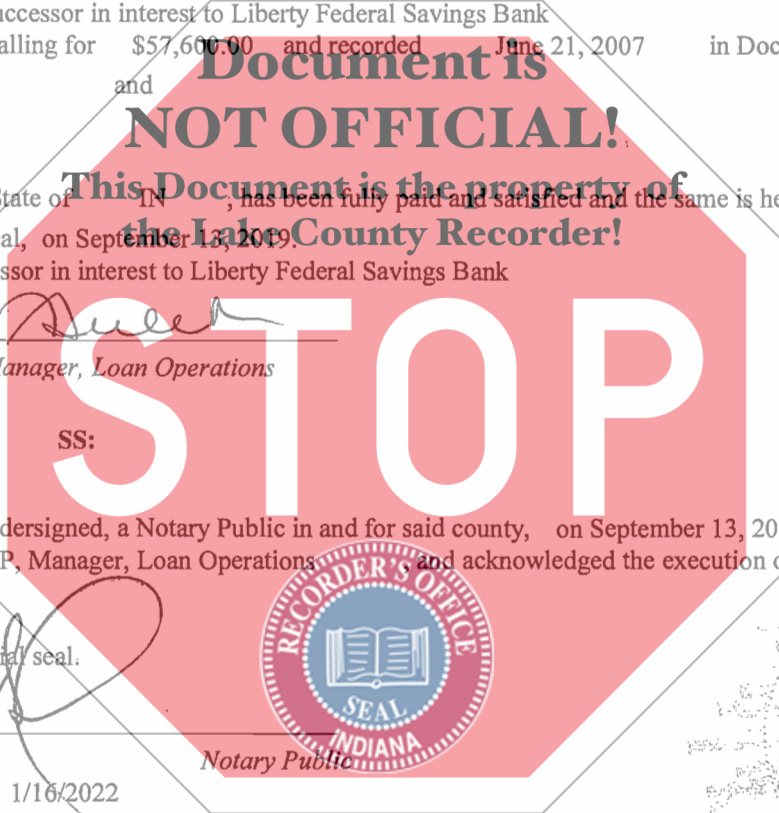 uccessor in interest to Liberty Federal Savings Bank
alling for $57,600.00 and recorded June 21, 2007 in Doc
and
Document is
NOT OFFICIAL!
This Document is the property of
the Lake County Recorder!
State of IN , has been fully paid and satisfied and the same is he
al, on September 13, 2019.
ssor in interest to Liberty Federal Savings Bank
Manager, Loan Operations
STOP
SS:
dersigned, a Notary Public in and for said county, on September 13, 20
P, Manager, Loan Operations , and acknowledged the execution o
RECORDER'S OFFICE
SEAL
INDIANA
ial seal.
Notary Public
1/16/2022